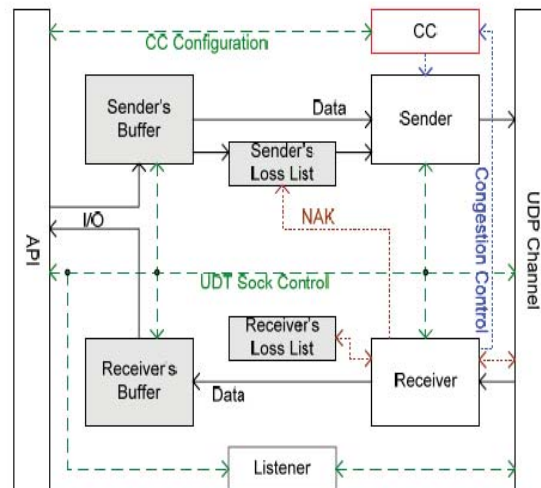 CC Configuration
CC
Sender's
Buffer
Data
Sender
Sender's
Loss List
I/O
NAK
API
UDT Sock Control
Congestion Control
UDP Channel
Receiver's
Loss List
Receiver's
Buffer
Data
Receiver
Listener